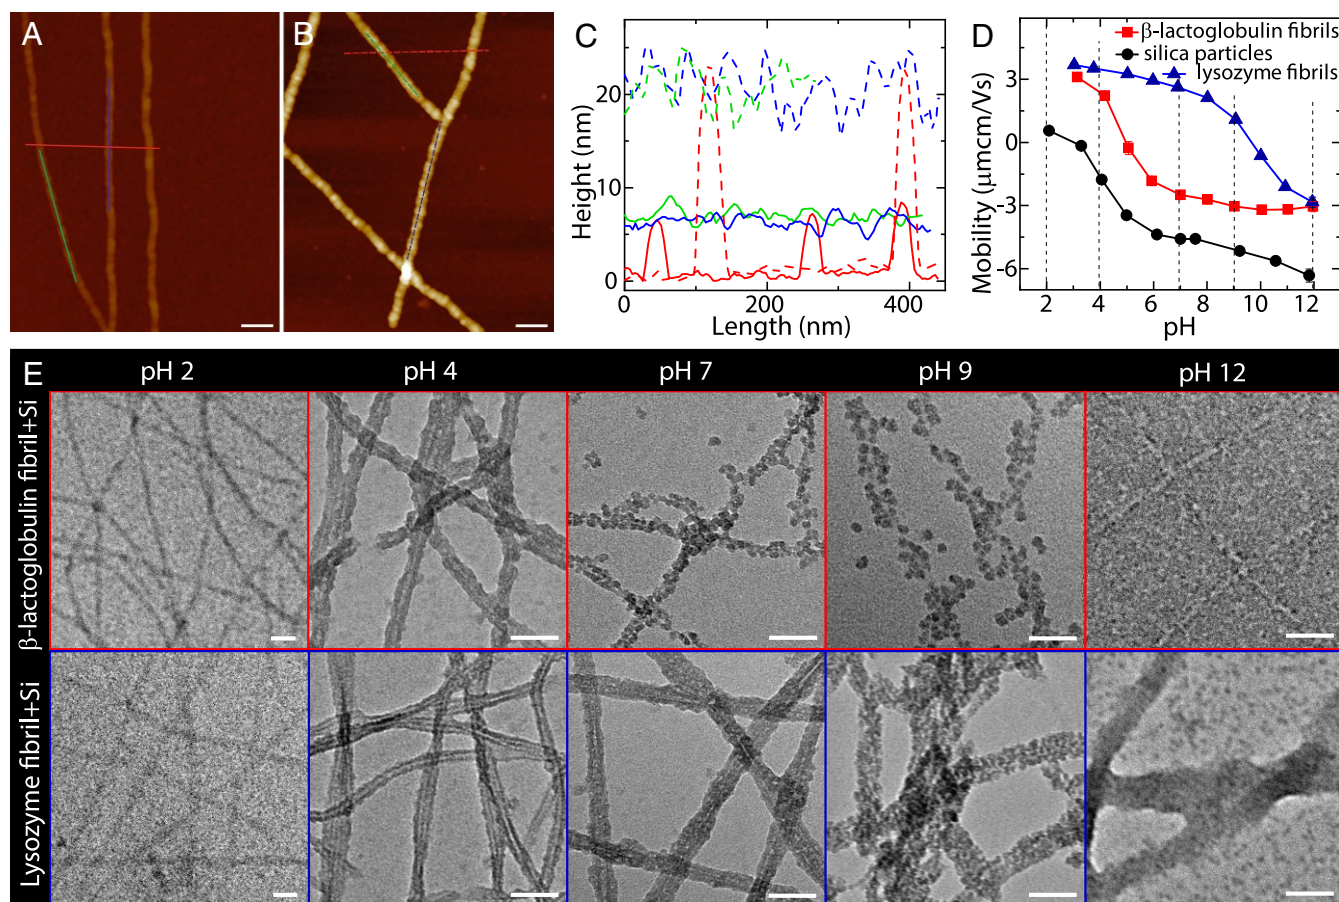 A
B
C
Height (nm)
20
10
0
0
200
400
Length (nm)
D
β-lactoglobulin fibrils
silica particles
lysozyme fibrils
Mobility (µmcm/Vs)
3
0
-3
-6
2
4
6
8
10
12
pH
E
pH 2
pH 4
pH 7
pH 9
pH 12
β-lactoglobulin fibril+Si
Lysozyme fibril+Si